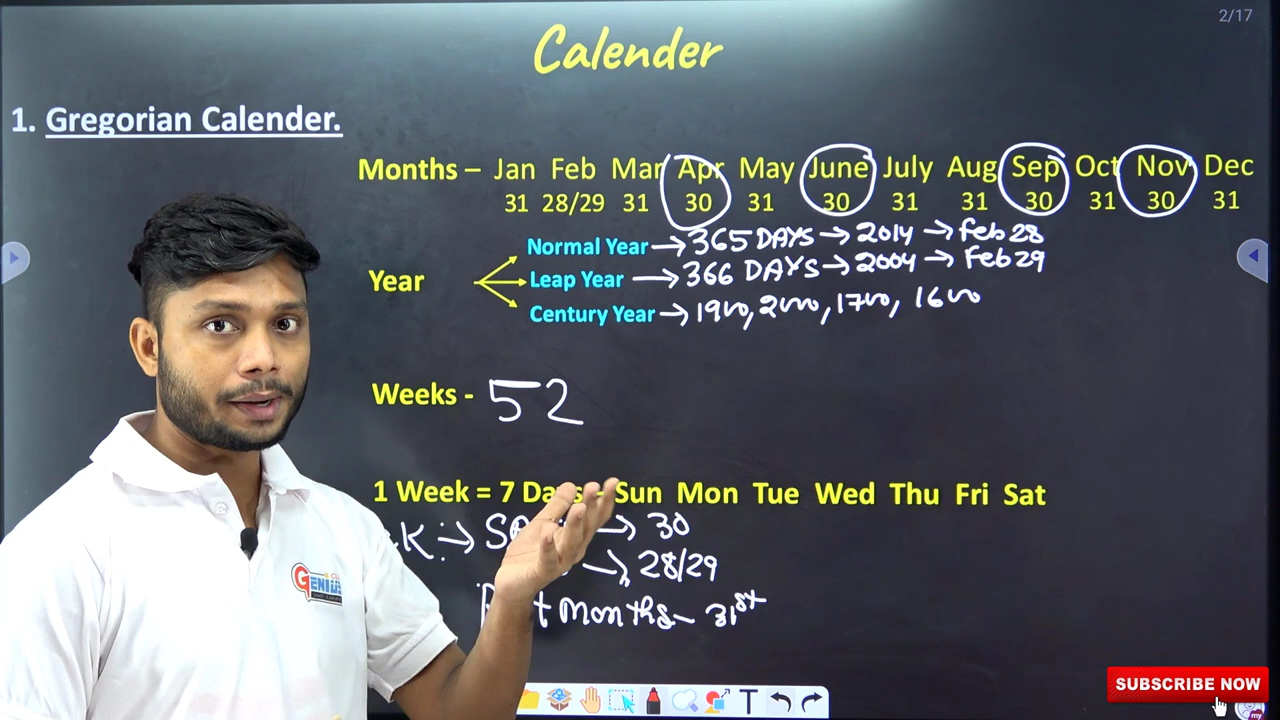 2/17
Calender
1. Gregorian Calender.
Months – Jan Feb Mar Apr May June July Aug Sep Oct Nov Dec
31 28/29 31 30 31 30 31 31 30 31 30 31
Normal Year → 365 DAYS → 2014 → Feb 28
Year Leap Year → 366 DAYS → 2004 → Feb 29
Century Year → 1900, 2000, 1700, 1600
Weeks - 52
1 Week = 7 Days - Sun Mon Tue Wed Thu Fri Sat
→ 30
→ 28/29
Months - 31st
GENIUS
T
SUBSCRIBE NOW
my